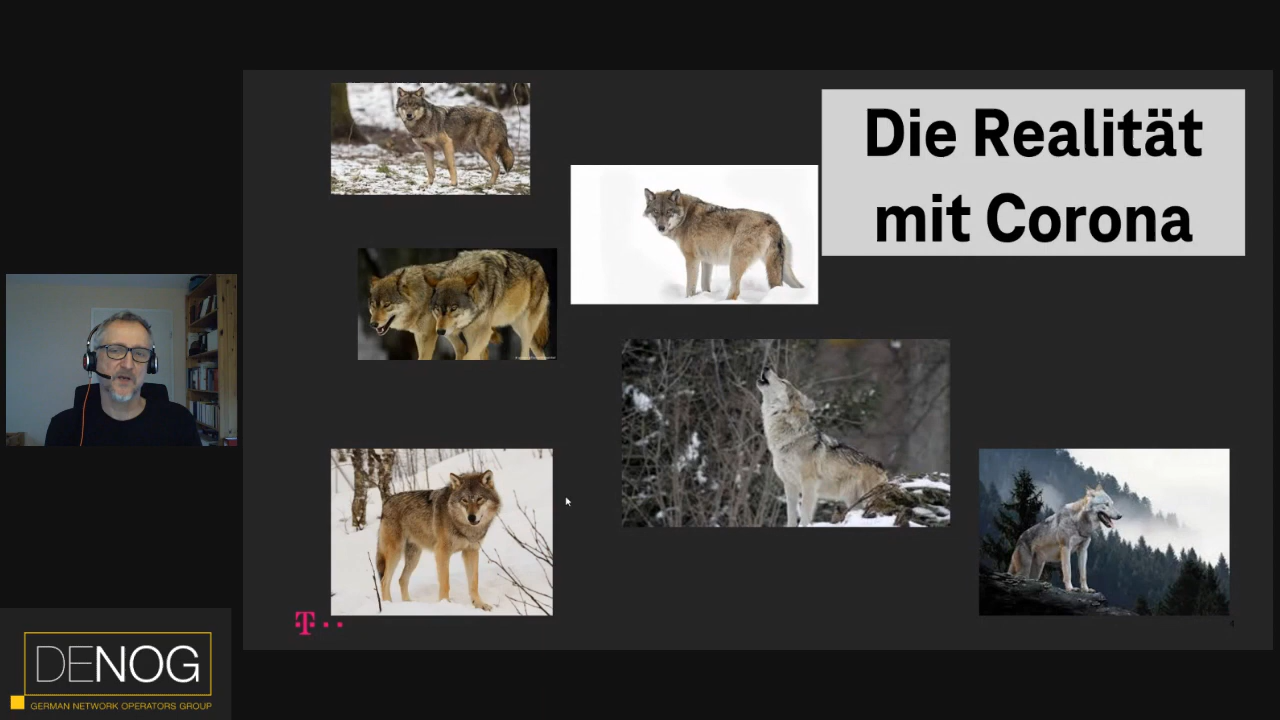 Die Realität
mit Corona
T
DENOG
GERMAN NETWORK OPERATORS GROUP